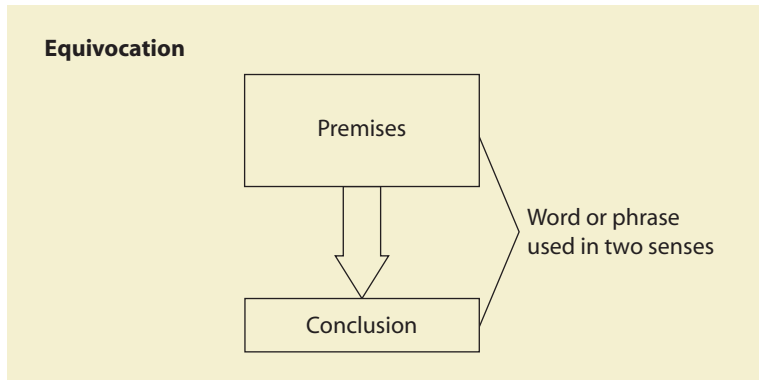 Equivocation
Premises
Word or phrase
used in two senses
Conclusion